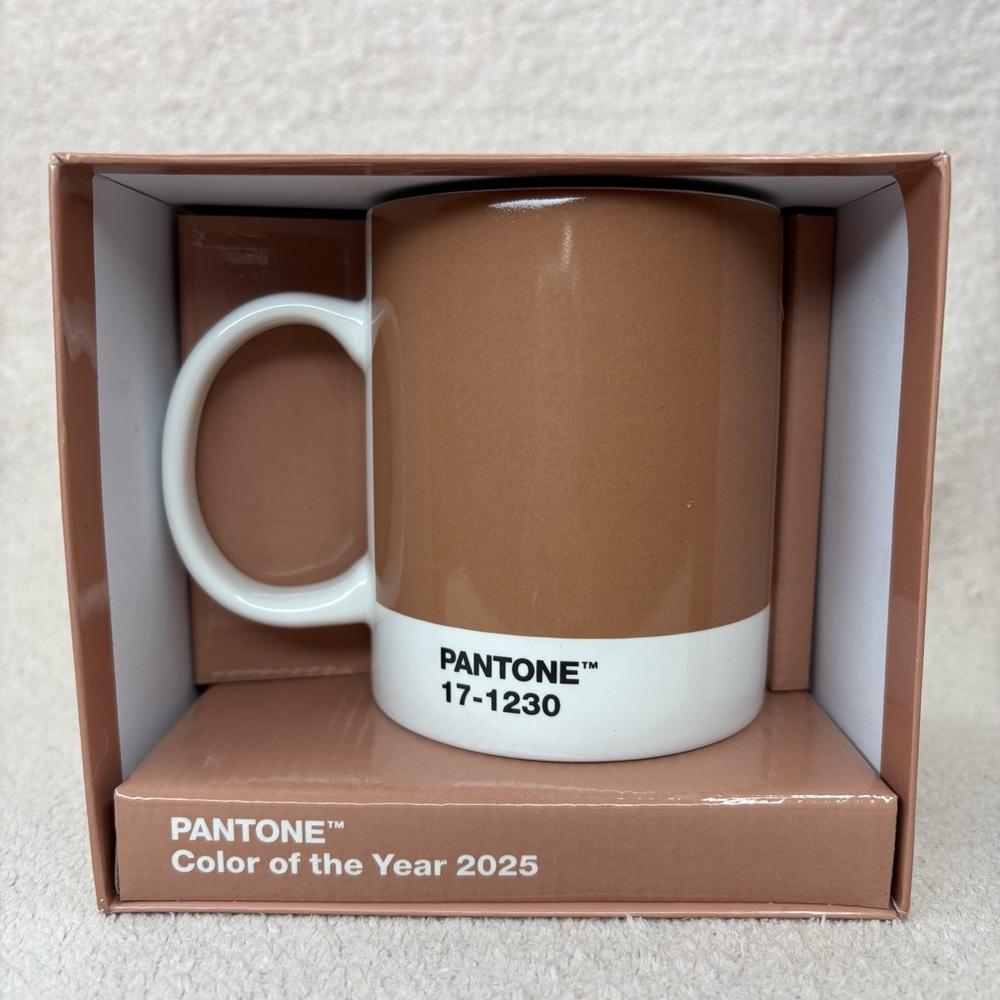 PANTONE™
17-1230
PANTONE™
Color of the Year 2025